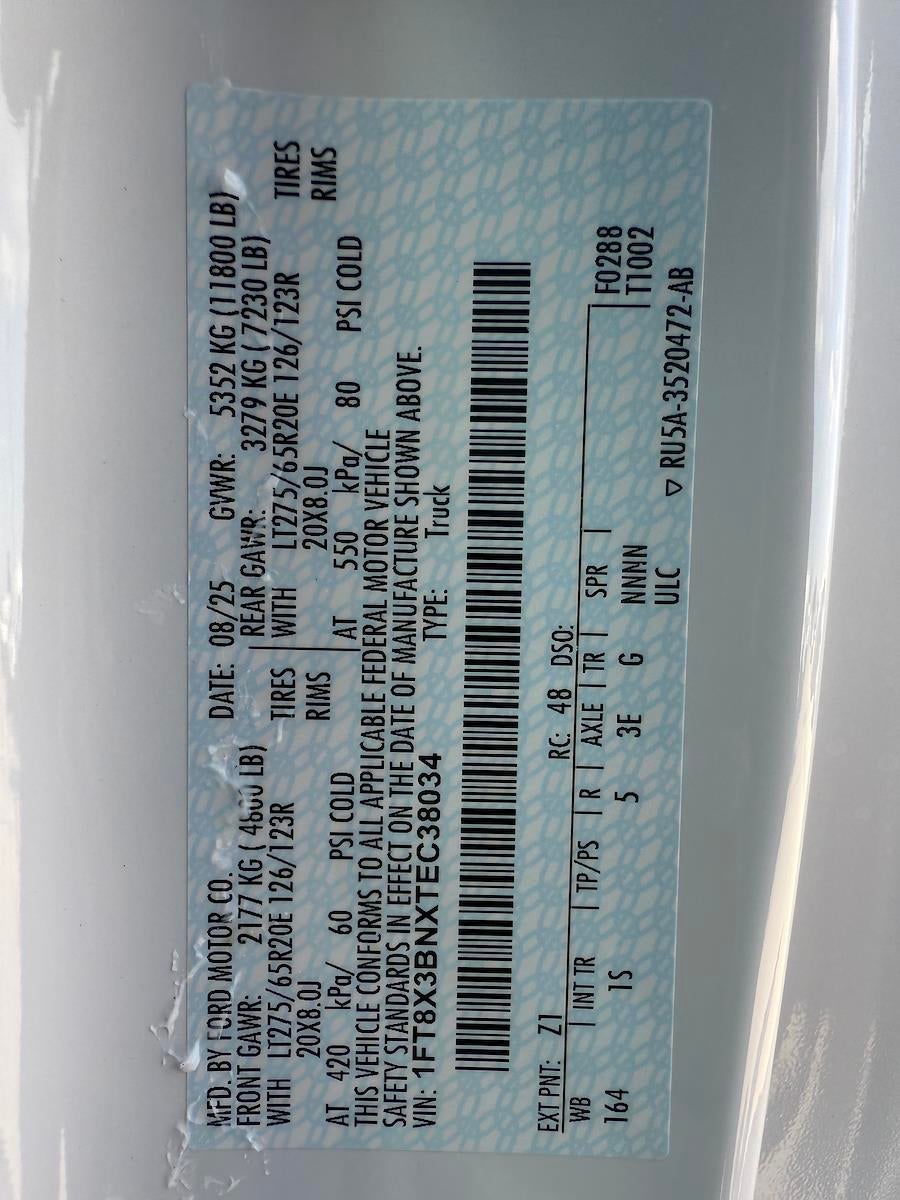 MFD. BY FORD MOTOR CO. DATE: 08/25 GVWR: 5352 KG (11800 LB)
FRONT GAWR: 2177 KG ( 4800 LB) REAR GAWR: 3279 KG ( 7230 LB)
WITH LT275/65R20E 126/123R TIRES WITH LT275/65R20E 126/123R TIRES
20X8.0J RIMS 20X8.0J RIMS
AT 420 kPa/ 60 PSI COLD AT 550 kPa/ 80 PSI COLD
THIS VEHICLE CONFORMS TO ALL APPLICABLE FEDERAL MOTOR VEHICLE
SAFETY STANDARDS IN EFFECT ON THE DATE OF MANUFACTURE SHOWN ABOVE.
VIN: 1FT8X3BNXTEC38034 TYPE: Truck
EXT PNT: Z1 RC: 48 DSO:
WB INT TR TP/PS R AXLE TR SPR F0288
164 1S 5 3E G NNNN T1002
ULC ▽ RU5A-3520472-AB